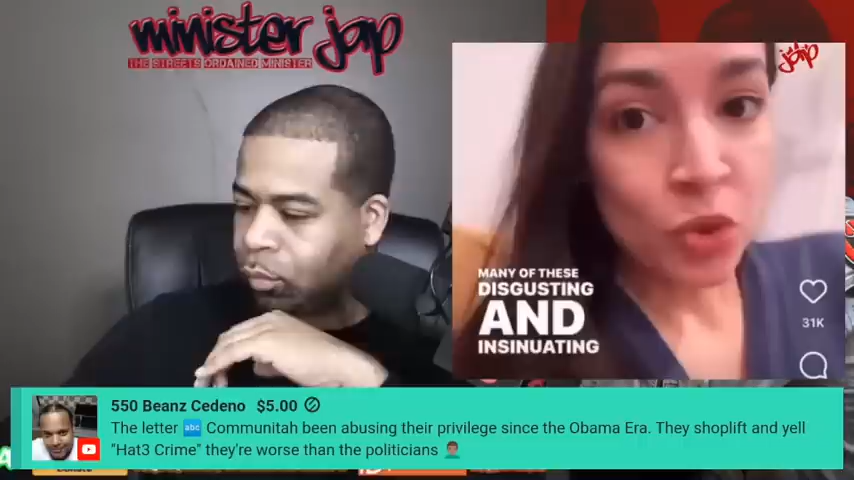 minister jap
THE STREETS ORDAINED MINISTER
jap
MANY OF THESE
DISGUSTING
AND
INSINUATING
31K
550 Beanz Cedeno $5.00
The letter abc Communitah been abusing their privilege since the Obama Era. They shoplift and yell
"Hat3 Crime" they're worse than the politicians